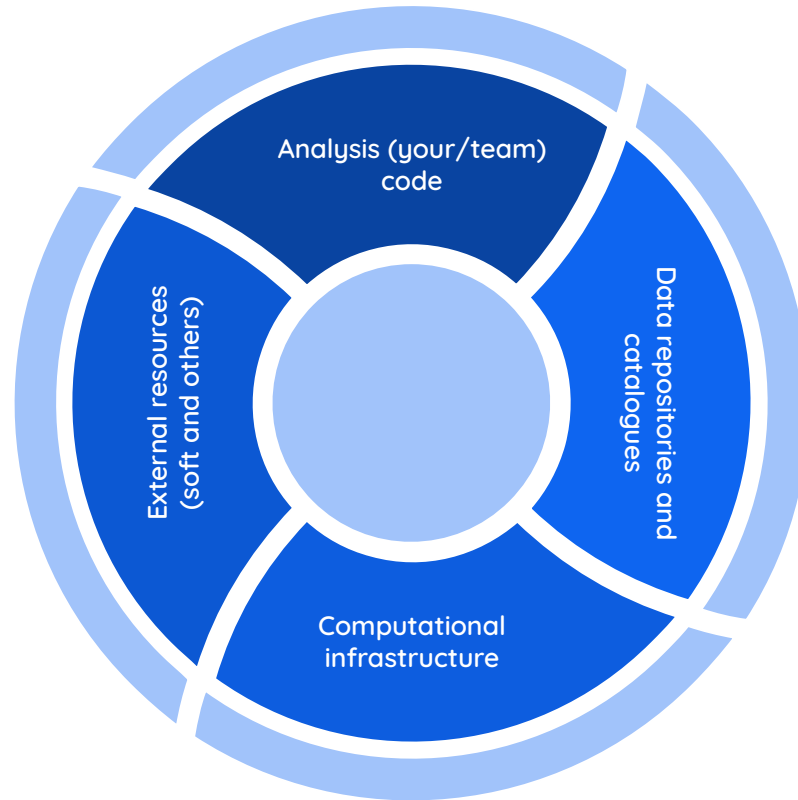 Analysis (your/team)
code
Data repositories and
catalogues
Computational
infrastructure
External resources
(soft and others)